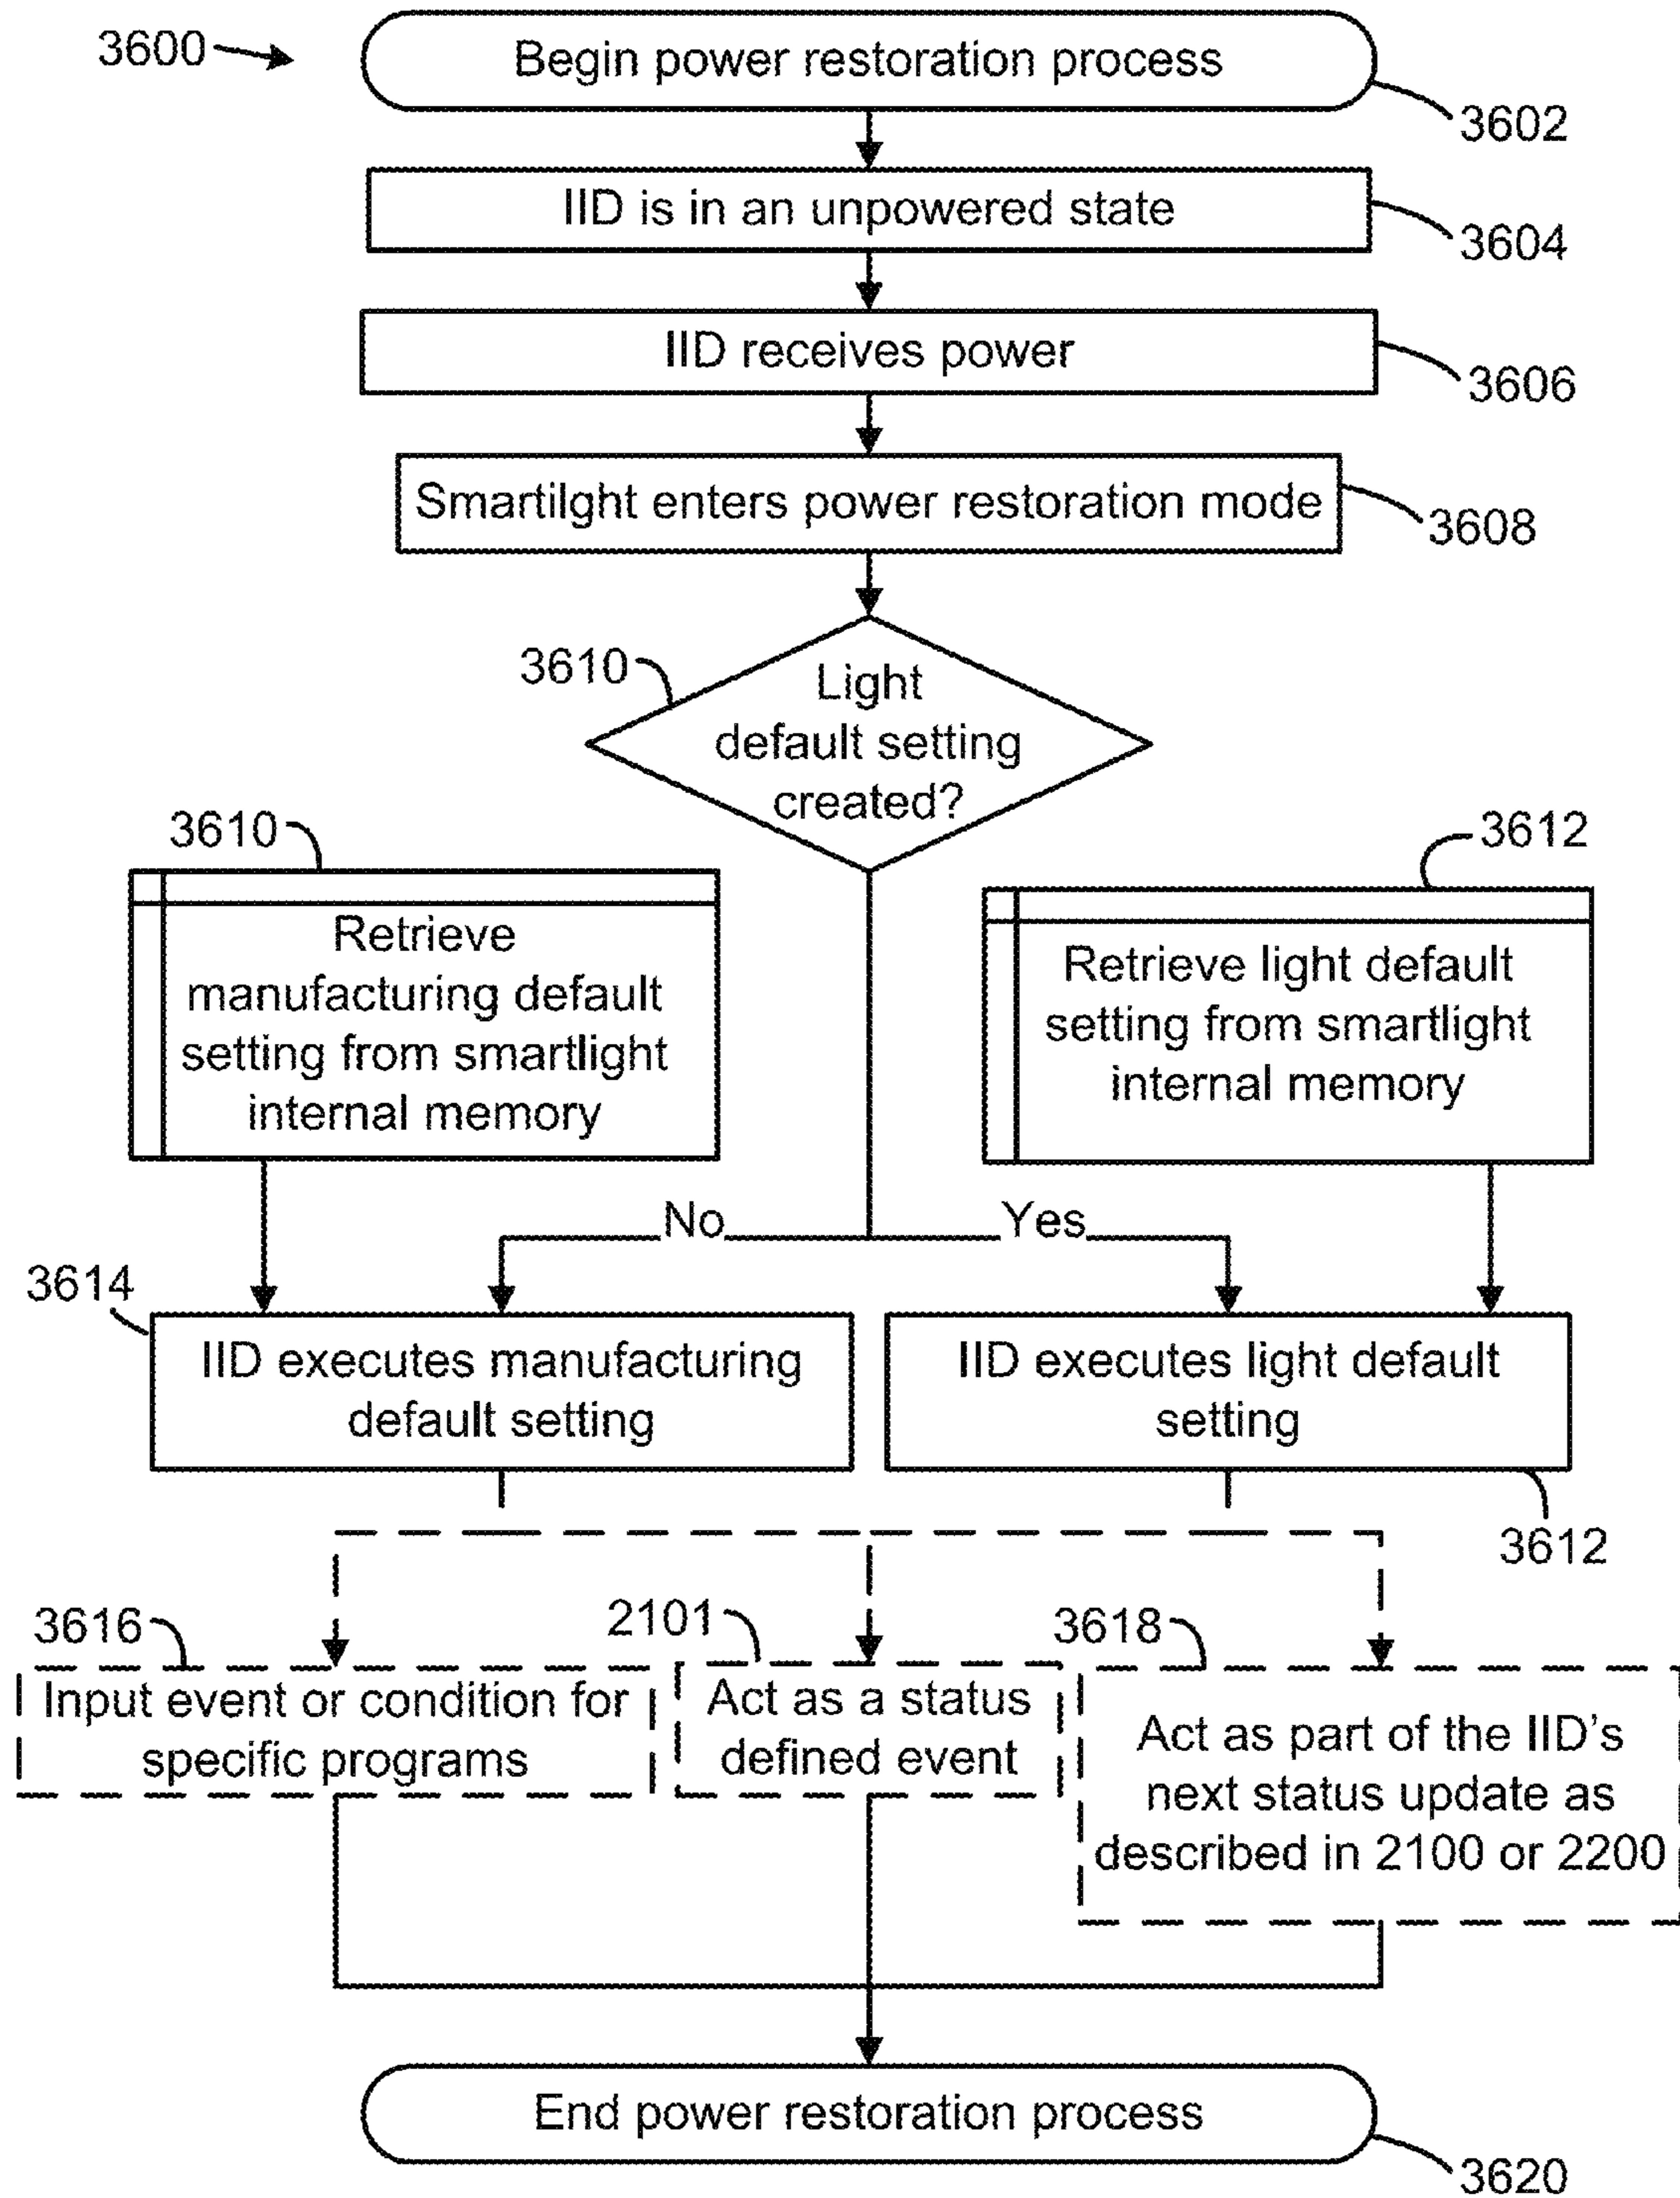 3600
Begin power restoration process
3602
IID is in an unpowered state
3604
IID receives power
3606
Smartilght enters power restoration mode
3608
3610
Light
default setting
created?
3610
Retrieve
manufacturing default
setting from smartlight
internal memory
3612
Retrieve light default
setting from smartlight
internal memory
No
Yes
3614
IID executes manufacturing
default setting
IID executes light default
setting
3612
3616
Input event or condition for
specific programs
2101
Act as a status
defined event
3618
Act as part of the IID's
next status update as
described in 2100 or 2200
End power restoration process
3620